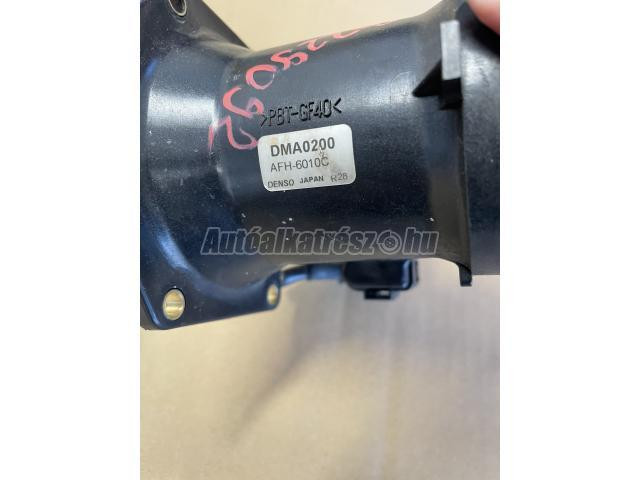 >PBT-GF40<
DMA0200
AFH-6010C
DENSO JAPAN R28
Autóalkatrész.hu